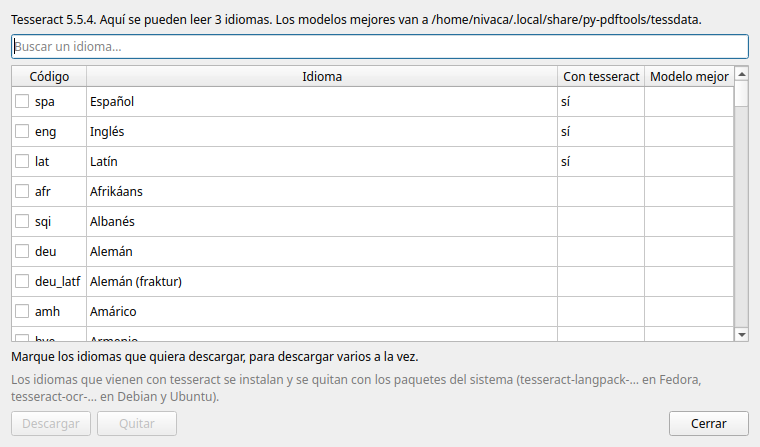 Tesseract 5.5.4. Aquí se pueden leer 3 idiomas. Los modelos mejores van a /home/nivaca/.local/share/py-pdftools/tessdata.
Buscar un idioma...
Código Idioma Con tesseract Modelo mejor
spa Español sí
eng Inglés sí
lat Latín sí
afr Afrikáans
sqi Albanés
deu Alemán
deu_latf Alemán (fraktur)
amh Amárico
Marque los idiomas que quiera descargar, para descargar varios a la vez.
Los idiomas que vienen con tesseract se instalan y se quitan con los paquetes del sistema (tesseract-langpack-... en Fedora,
tesseract-ocr-... en Debian y Ubuntu).
Descargar Quitar Cerrar